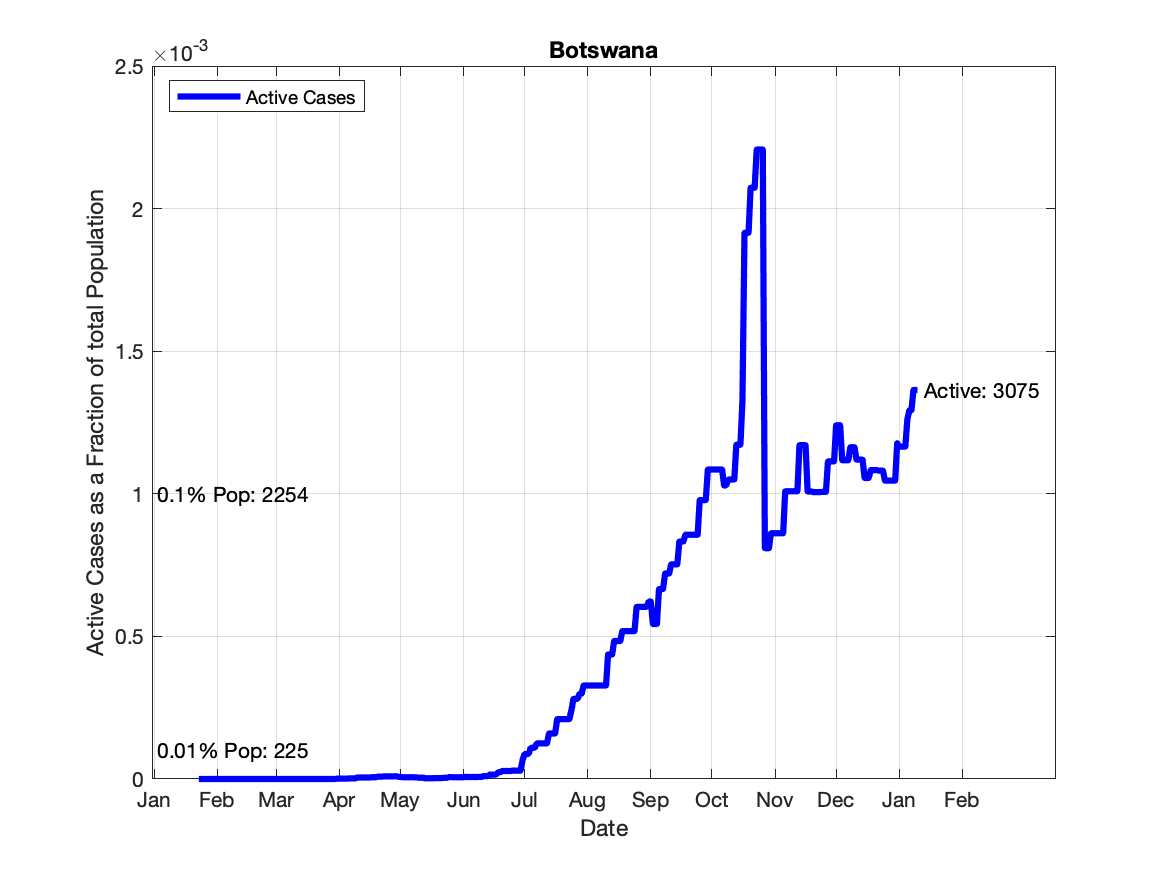 Botswana
×10-3
2.5
2
1.5
1
0.5
0
Active Cases
Active Cases as a Fraction of total Population
0.1% Pop: 2254
0.01% Pop: 225
Active: 3075
Jan Feb Mar Apr May Jun Jul Aug Sep Oct Nov Dec Jan Feb
Date